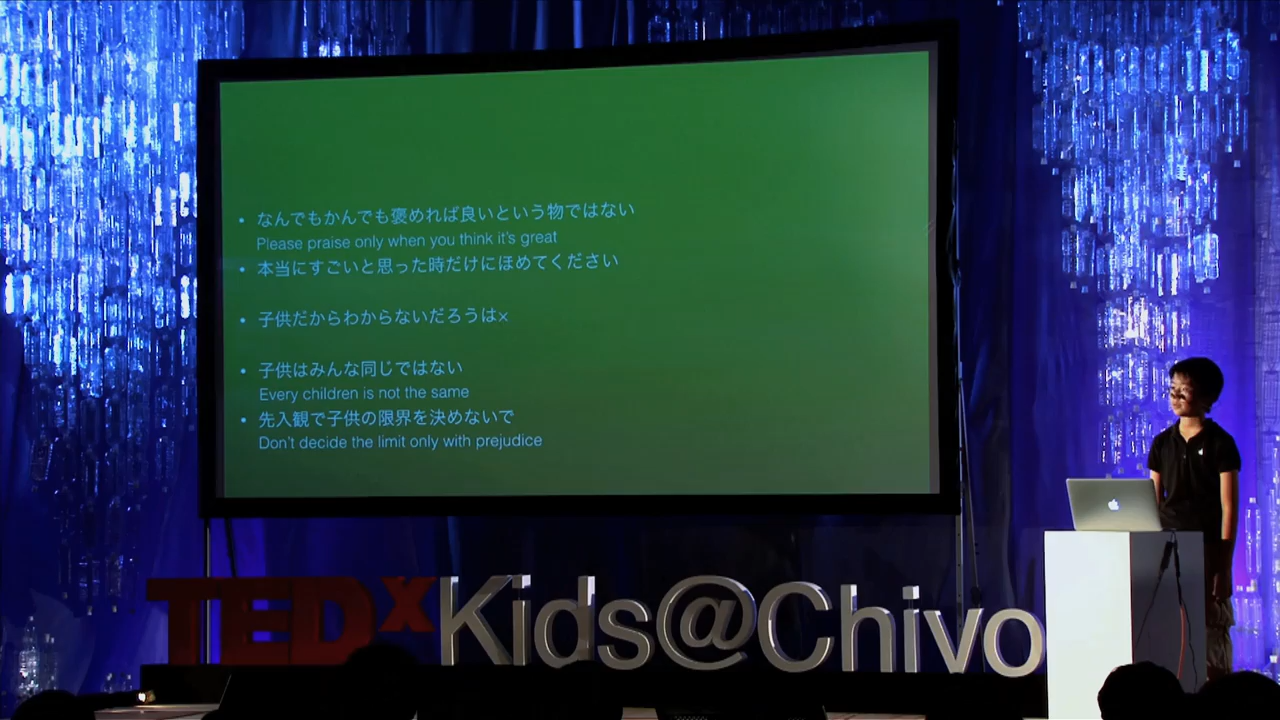 • なんでもかんでも褒めれば良いという物ではない
Please praise only when you think it's great
• 本当にすごいと思った時だけにほめてください
• 子供だからわからないだろうは×
• 子供はみんな同じではない
Every children is not the same
• 先入観で子供の限界を決めないで
Don't decide the limit only with prejudice
TEDxKids@Chiyo